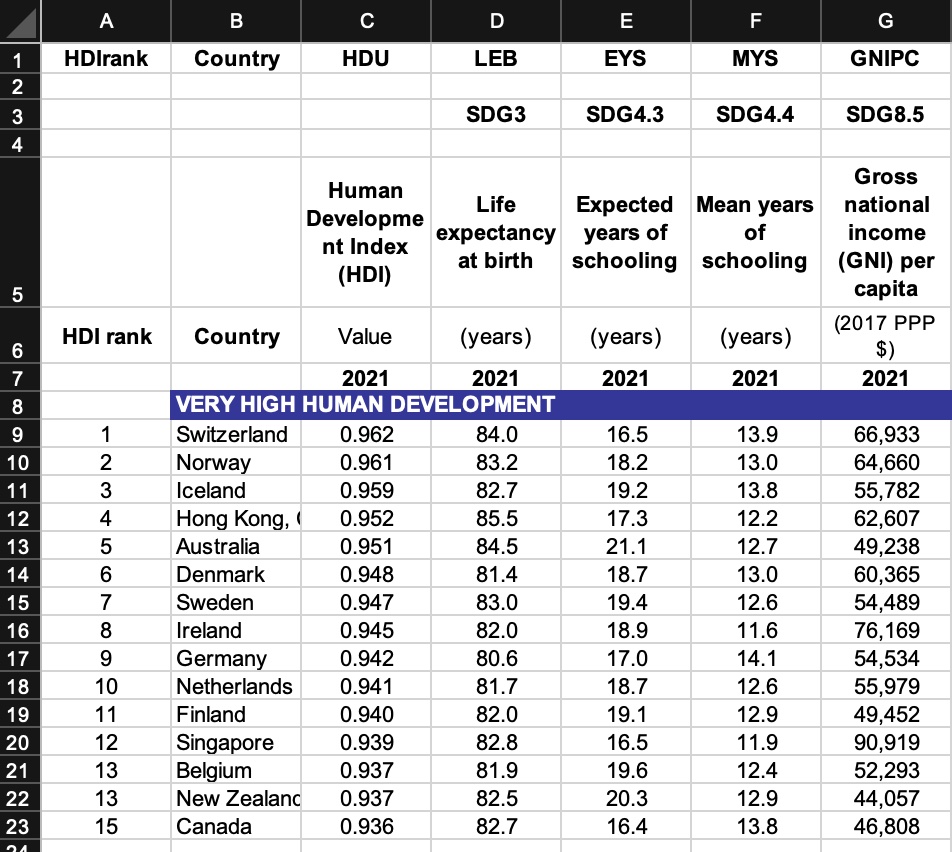 A B C D E F G
1 HDIrank Country HDU LEB EYS MYS GNIPC
2
3 SDG3 SDG4.3 SDG4.4 SDG8.5
4
5 Human Developme nt Index (HDI) Life expectancy at birth Expected years of schooling Mean years of schooling Gross national income (GNI) per capita
6 HDI rank Country Value (years) (years) (years) (2017 PPP $)
7 2021 2021 2021 2021 2021
8 VERY HIGH HUMAN DEVELOPMENT
9 1 Switzerland 0.962 84.0 16.5 13.9 66,933
10 2 Norway 0.961 83.2 18.2 13.0 64,660
11 3 Iceland 0.959 82.7 19.2 13.8 55,782
12 4 Hong Kong, 0.952 85.5 17.3 12.2 62,607
13 5 Australia 0.951 84.5 21.1 12.7 49,238
14 6 Denmark 0.948 81.4 18.7 13.0 60,365
15 7 Sweden 0.947 83.0 19.4 12.6 54,489
16 8 Ireland 0.945 82.0 18.9 11.6 76,169
17 9 Germany 0.942 80.6 17.0 14.1 54,534
18 10 Netherlands 0.941 81.7 18.7 12.6 55,979
19 11 Finland 0.940 82.0 19.1 12.9 49,452
20 12 Singapore 0.939 82.8 16.5 11.9 90,919
21 13 Belgium 0.937 81.9 19.6 12.4 52,293
22 13 New Zealand 0.937 82.5 20.3 12.9 44,057
23 15 Canada 0.936 82.7 16.4 13.8 46,808